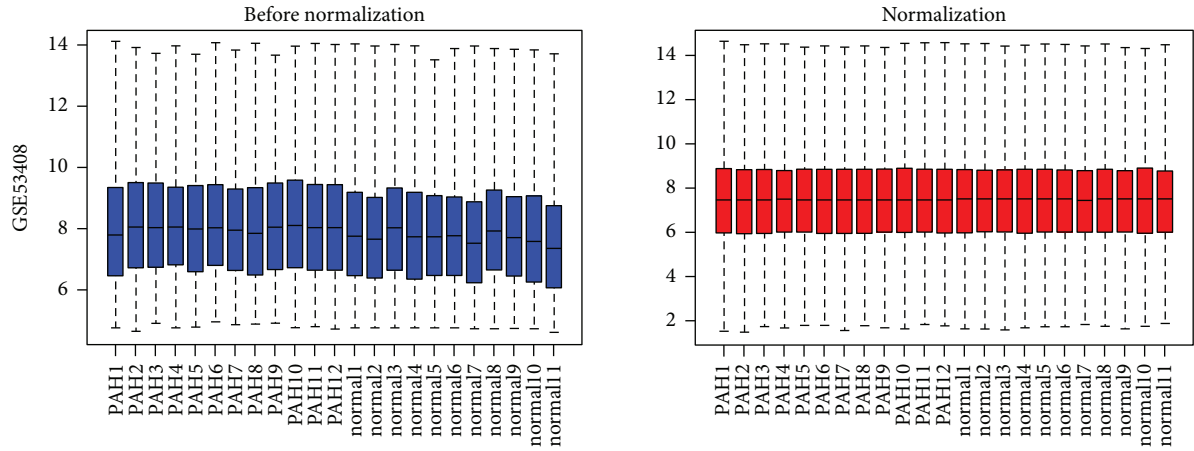 Before normalization
GSE53408
14
12
10
8
6
PAH1
PAH2
PAH3
PAH4
PAH5
PAH6
PAH7
PAH8
PAH9
PAH10
PAH11
PAH12
normal1
normal2
normal3
normal4
normal5
normal6
normal7
normal8
normal9
normal10
normal11
Normalization
14
12
10
8
6
4
2
PAH1
PAH2
PAH3
PAH4
PAH5
PAH6
PAH7
PAH8
PAH9
PAH10
PAH11
PAH12
normal1
normal2
normal3
normal4
normal5
normal6
normal7
normal8
normal9
normal10
normal11